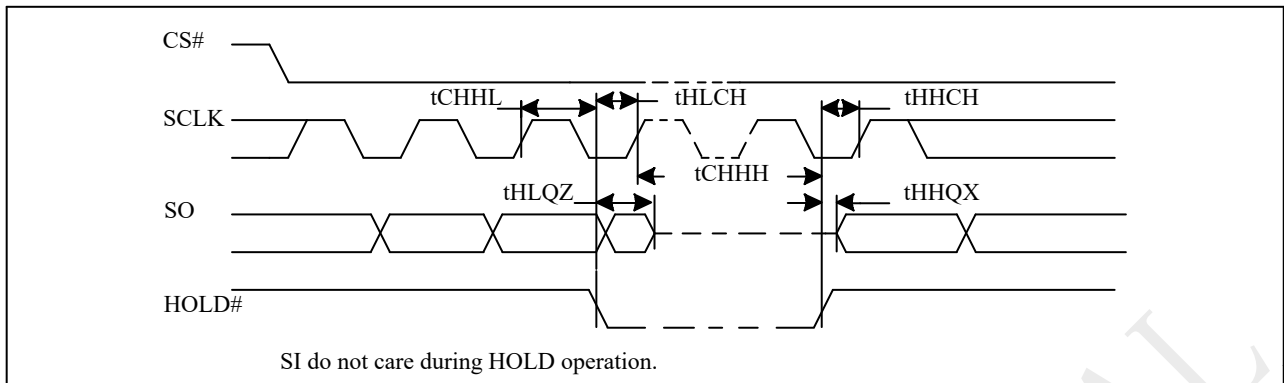 CS#
tCHHL
tHLCH
tHHCH
SCLK
tCHHH
tHLQZ
tHHQX
SO
HOLD#
SI do not care during HOLD operation.